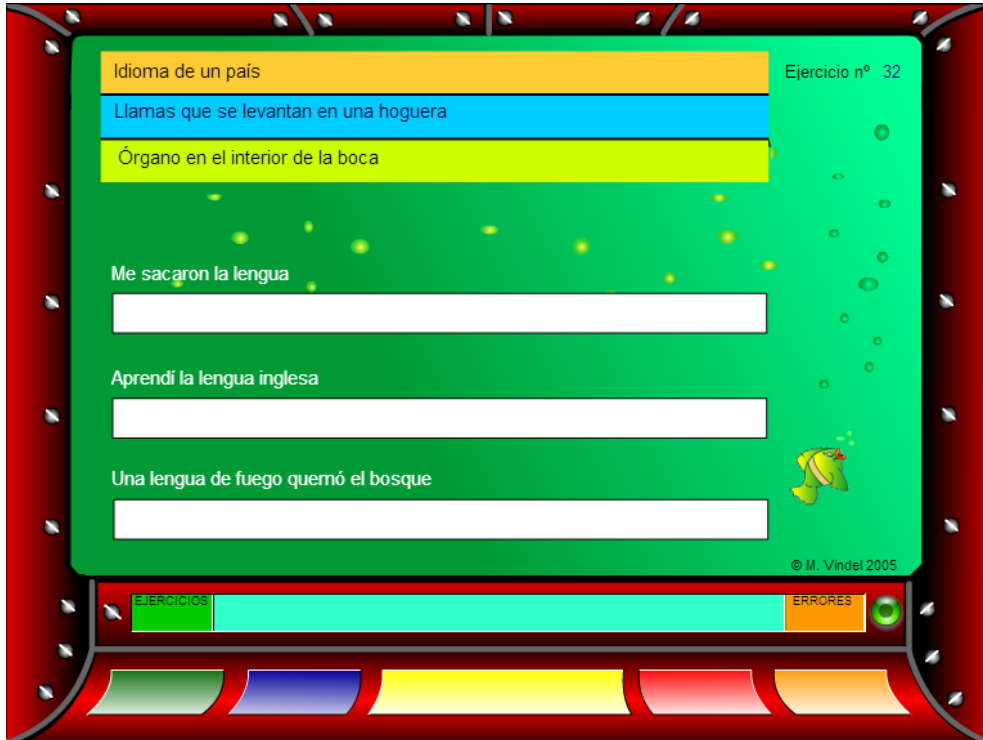 Idioma de un país
Ejercicio nº 32
Llamas que se levantan en una hoguera
Órgano en el interior de la boca
Me sacaron la lengua
Aprendí la lengua inglesa
Una lengua de fuego quemó el bosque
© M. Vindel 2005
EJERCICIOS
ERRORES